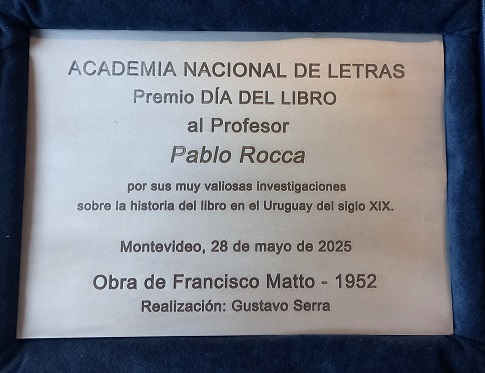 ACADEMIA NACIONAL DE LETRAS
Premio DÍA DEL LIBRO
al Profesor
Pablo Rocca
por sus muy valiosas investigaciones
sobre la historia del libro en el Uruguay del siglo XIX.
Montevideo, 28 de mayo de 2025
Obra de Francisco Matto - 1952
Realización: Gustavo Serra